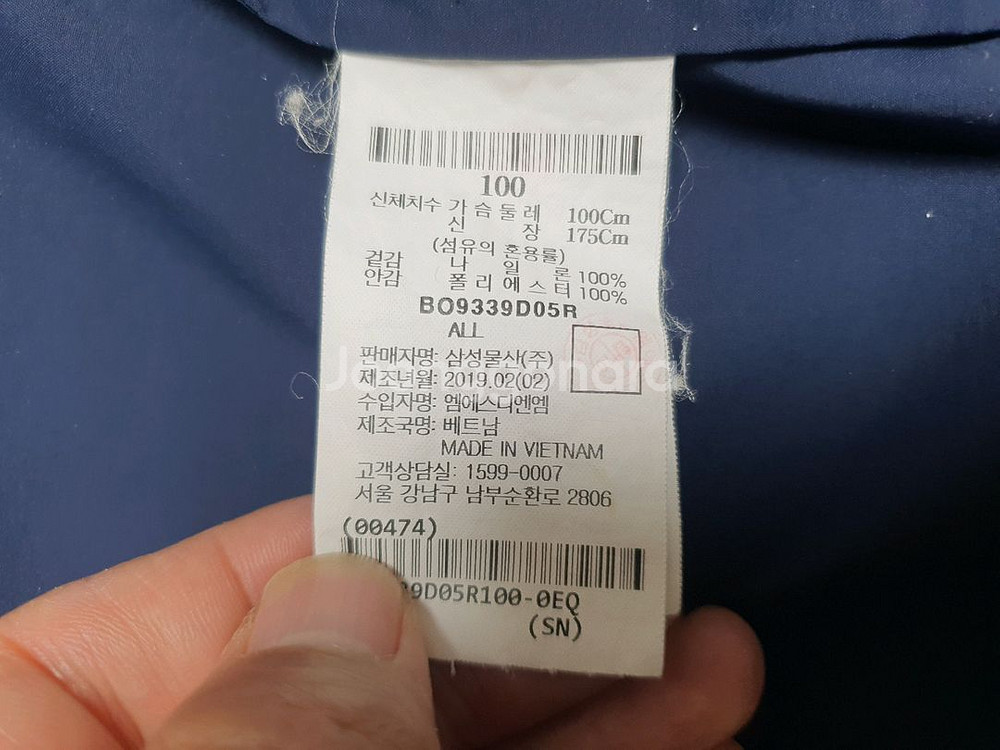 100
신체치수 가 슴 둘 레 100Cm
신 장 175Cm
(섬유의 혼용률)
겉감 나 일 론 100%
안감 폴 리 에 스 터 100%
BO9339D05R
ALL
판매자명: 삼성물산(주)
제조년월: 2019.02(02)
수입자명: 엠에스디엔엠
제조국명: 베트남
MADE IN VIETNAM
고객상담실: 1599-0007
서울 강남구 남부순환로 2806
(00474)
9D05R100-0EQ
(SN)